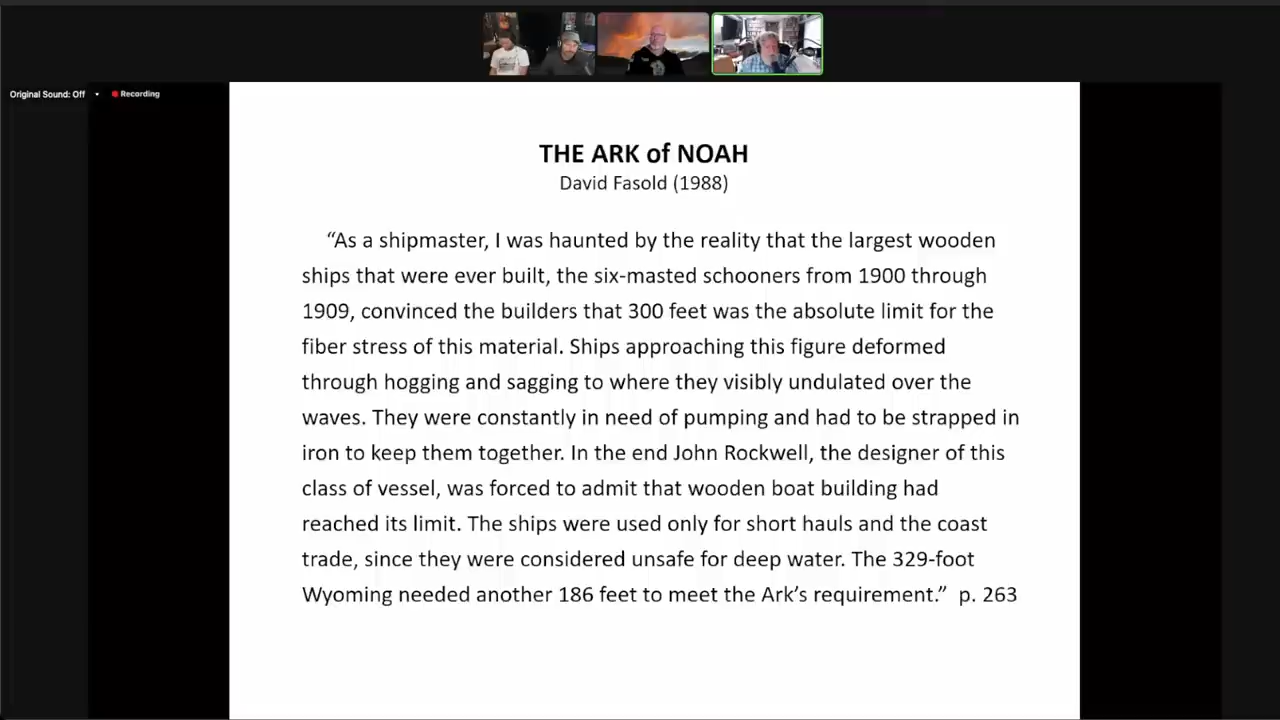 Original Sound: Off
Recording
THE ARK of NOAH
David Fasold (1988)
“As a shipmaster, I was haunted by the reality that the largest wooden
ships that were ever built, the six-masted schooners from 1900 through
1909, convinced the builders that 300 feet was the absolute limit for the
fiber stress of this material. Ships approaching this figure deformed
through hogging and sagging to where they visibly undulated over the
waves. They were constantly in need of pumping and had to be strapped in
iron to keep them together. In the end John Rockwell, the designer of this
class of vessel, was forced to admit that wooden boat building had
reached its limit. The ships were used only for short hauls and the coast
trade, since they were considered unsafe for deep water. The 329-foot
Wyoming needed another 186 feet to meet the Ark’s requirement.” p. 263